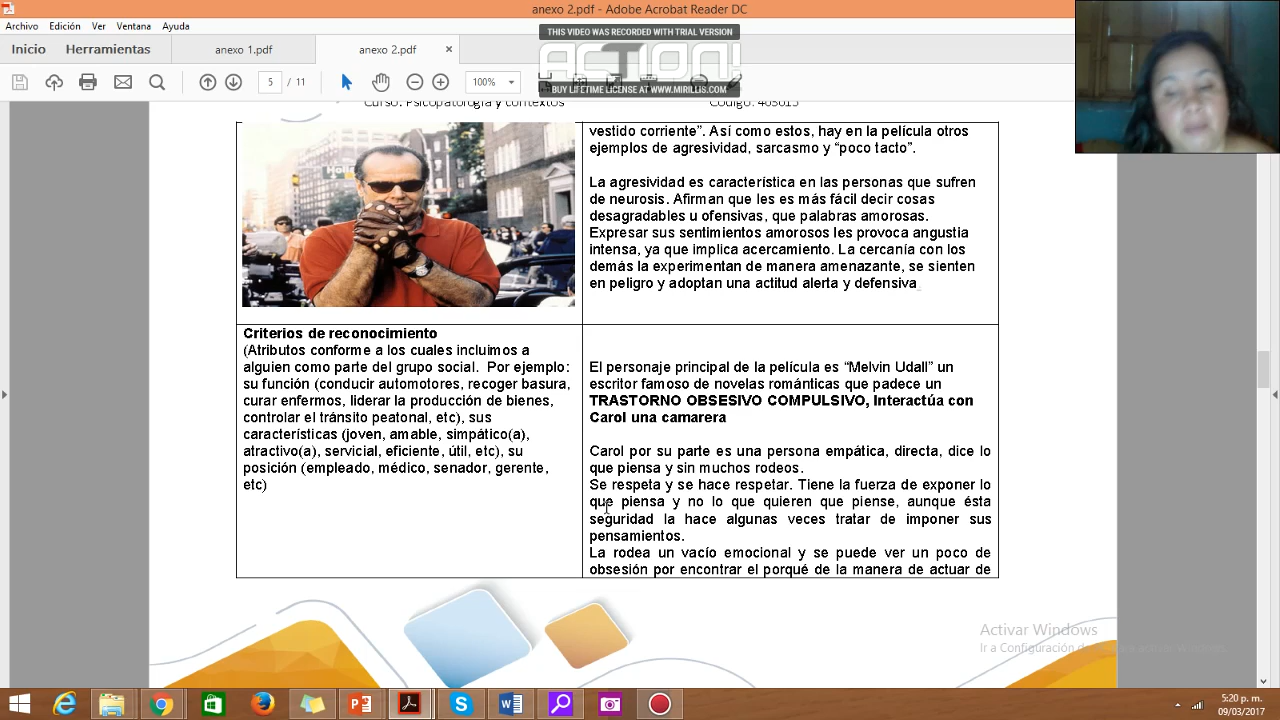 anexo 2.pdf - Adobe Acrobat Reader DC
Archivo Edición Ver Ventana Ayuda
THIS VIDEO WAS RECORDED WITH TRIAL VERSION
ACTION!
BUY LIFETIME LICENSE AT WWW.MIRILLIS.COM
Inicio Herramientas anexo 1.pdf anexo 2.pdf ×
5 / 11 100%
Curso: Psicopatología y contextos Código: 403015
vestido corriente”. Así como estos, hay en la película otros
ejemplos de agresividad, sarcasmo y “poco tacto”.
La agresividad es característica en las personas que sufren
de neurosis. Afirman que les es más fácil decir cosas
desagradables u ofensivas, que palabras amorosas.
Expresar sus sentimientos amorosos les provoca angustia
intensa, ya que implica acercamiento. La cercanía con los
demás la experimentan de manera amenazante, se sienten
en peligro y adoptan una actitud alerta y defensiva
Criterios de reconocimiento
(Atributos conforme a los cuales incluimos a
alguien como parte del grupo social. Por ejemplo:
su función (conducir automotores, recoger basura,
curar enfermos, liderar la producción de bienes,
controlar el tránsito peatonal, etc), sus
características (joven, amable, simpático(a),
atractivo(a), servicial, eficiente, útil, etc), su
posición (empleado, médico, senador, gerente,
etc)
El personaje principal de la película es “Melvin Udall” un
escritor famoso de novelas románticas que padece un
TRASTORNO OBSESIVO COMPULSIVO, Interactúa con
Carol una camarera
Carol por su parte es una persona empática, directa, dice lo
que piensa y sin muchos rodeos.
Se respeta y se hace respetar. Tiene la fuerza de exponer lo
que piensa y no lo que quieren que piense, aunque ésta
seguridad la hace algunas veces tratar de imponer sus
pensamientos.
La rodea un vacío emocional y se puede ver un poco de
obsesión por encontrar el porqué de la manera de actuar de
Activar Windows
Ir a Configuración de
activar Windows.
5:20 p. m.
09/03/2017